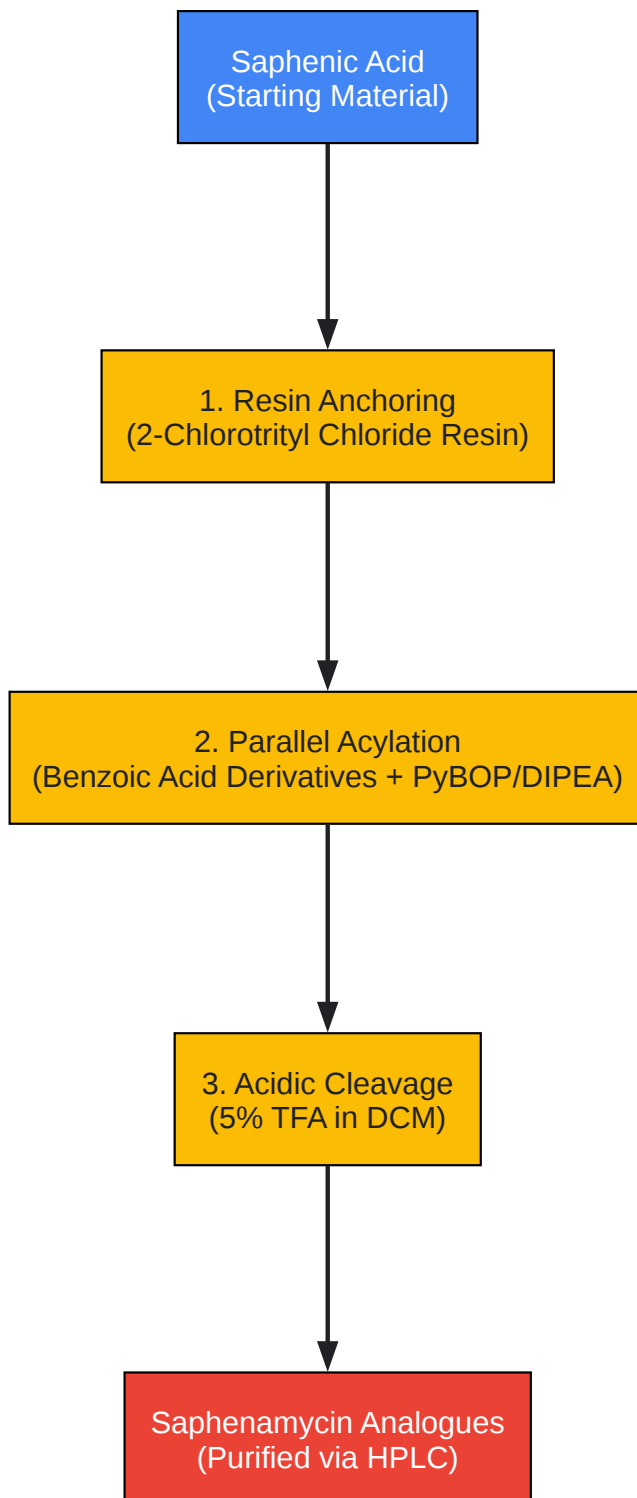 Saphenic Acid
(Starting Material)
1. Resin Anchoring
(2-Chlorotrityl Chloride Resin)
2. Parallel Acylation
(Benzoic Acid Derivatives + PyBOP/DIPEA)
3. Acidic Cleavage
(5% TFA in DCM)
Saphenamycin Analogues
(Purified via HPLC)